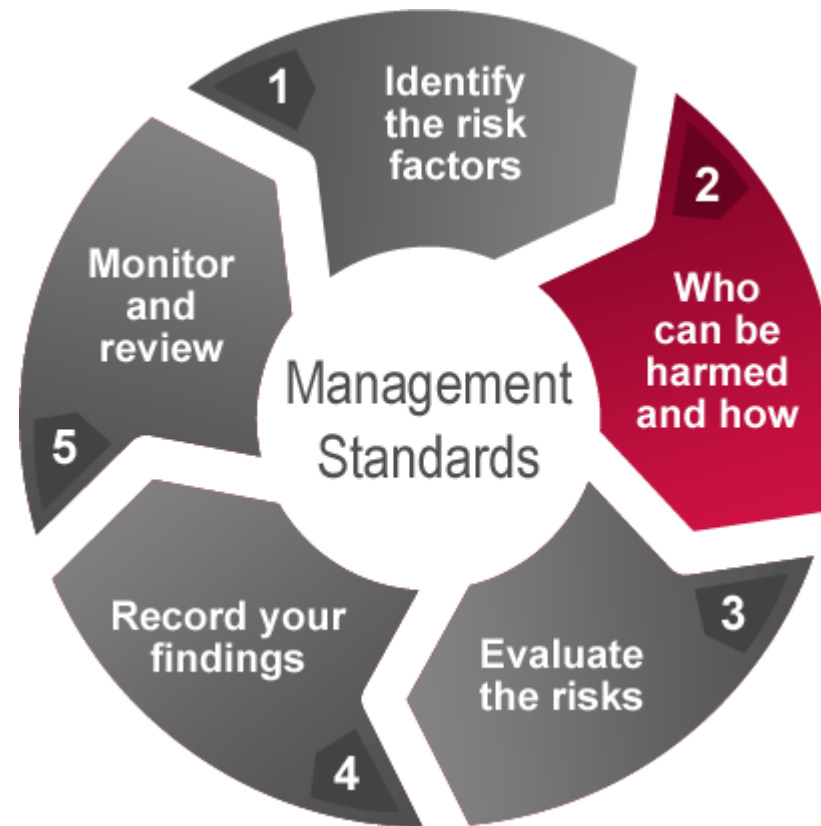 1
Identify
the risk
factors
2
Who
can be
harmed
and how
3
Evaluate
the risks
4
Record your
findings
5
Monitor
and
review
Management
Standards